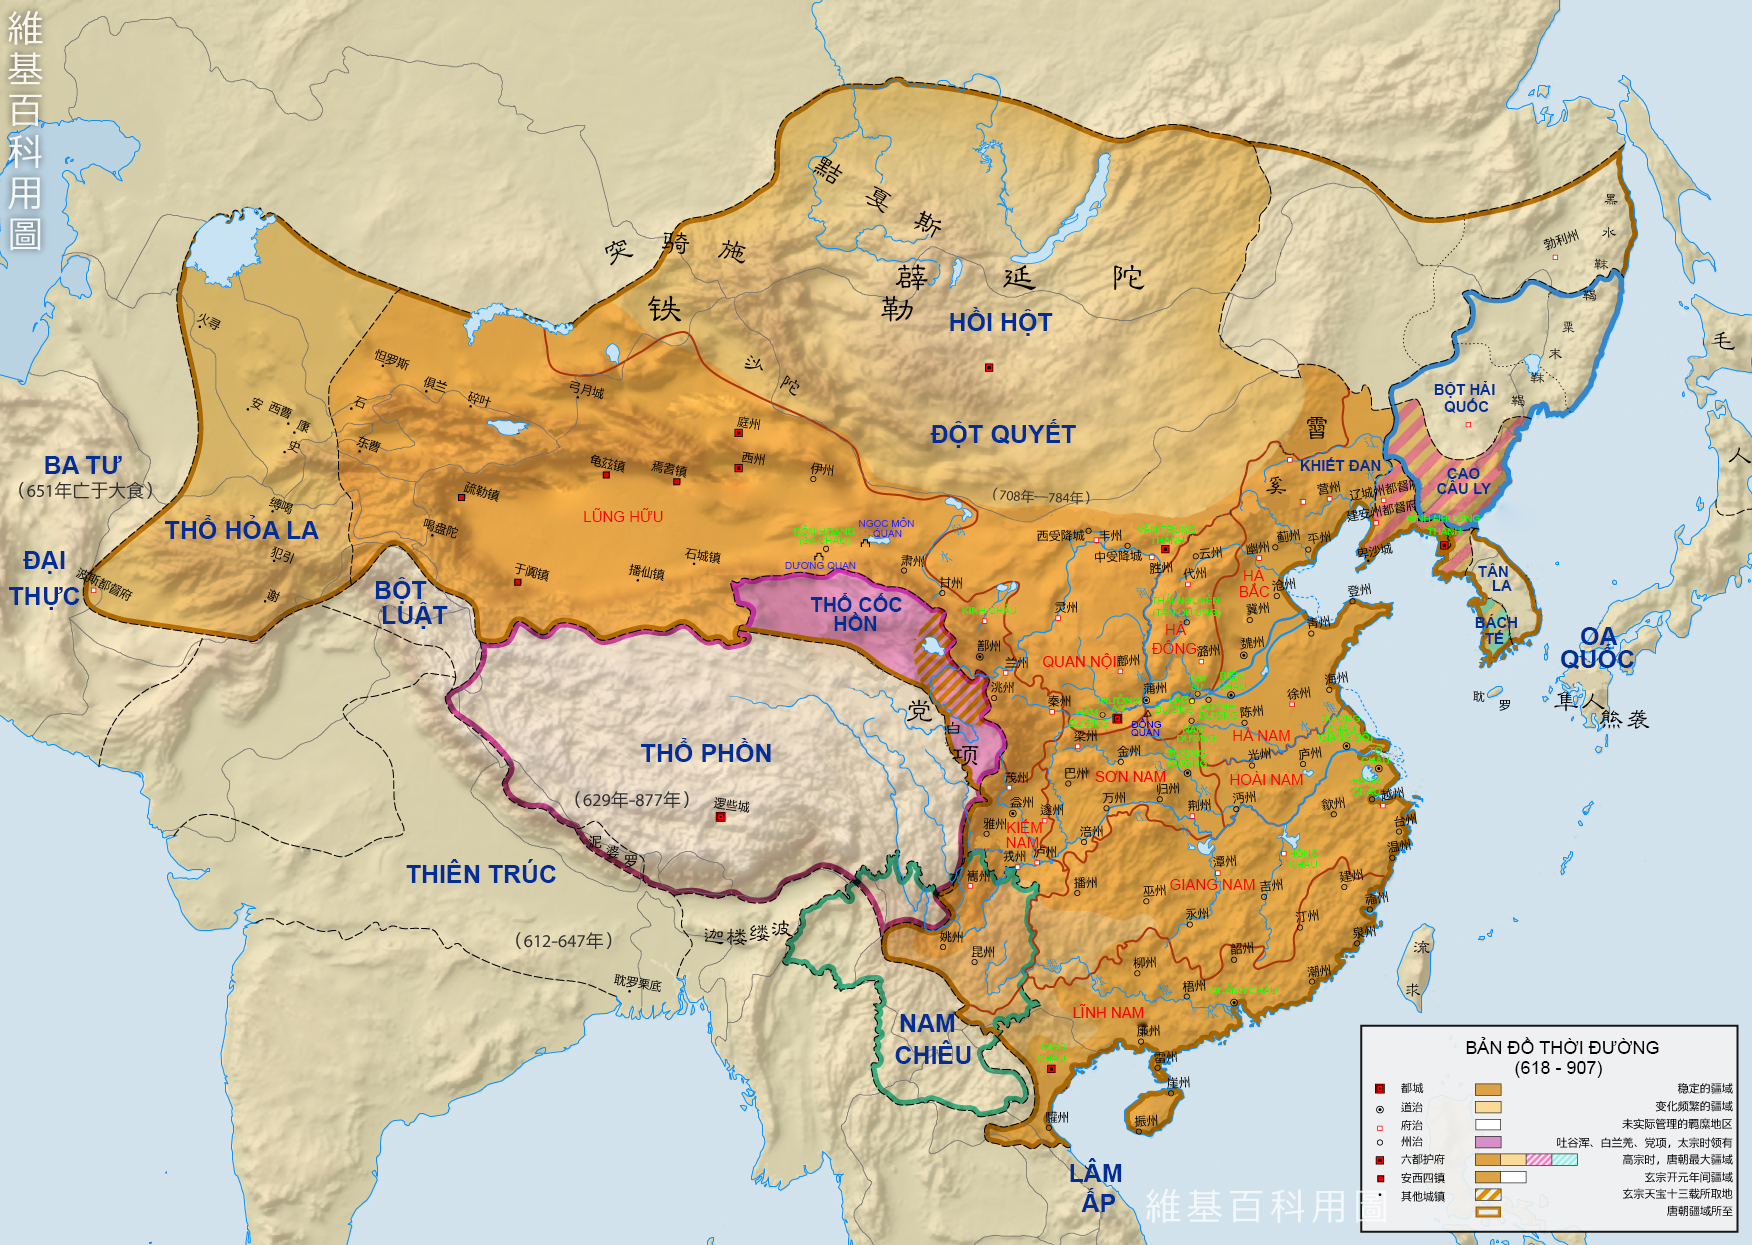 維基百科用圖
黠戛斯
突骑施
薛延陀
铁勒
HỒI HỘT
沙陀
ĐỘT QUYẾT
黑水靺鞨
勃利州
粟末靺鞨
BỘT HẢI
QUỐC
霫
KHIẾT ĐAN
奚
CAO
CÂU LY
营州
辽城州都督府
建安州都督府
卑沙城
TÂN
LA
BÁCH
TẾ
OA
QUỐC
耽罗
隼人
熊袭
毛
人
火寻
怛罗斯
俱兰
碎叶
弓月城
石
安
西曹
康
史
东曹
庭州
西州
伊州
龟兹镇
焉耆镇
疏勒镇
喝盘陀
于阗镇
播仙镇
石城镇
LŨNG HỮU
BA TƯ
(651年亡于大食)
THỔ HỎA LA
缚喝
犯引
谢
波斯都督府
ĐẠI
THỰC
BỘT
LUẬT
NGỌC MÔN
QUAN
DƯƠNG QUAN
肃州
甘州
THỔ CỐC
HỒN
(708年—784年)
西受降城
丰州
中受降城
胜州
云州
代州
幽州
蓟州
平州
HÀ
BẮC
沧州
冀州
登州
青州
魏州
灵州
鄯州
兰州
洮州
QUAN NỘI
鄜州
HÀ
ĐÔNG
潞州
蒲州
秦州
ĐỒNG
QUAN
陈州
徐州
海州
HÀ NAM
梁州
金州
光州
庐州
SƠN NAM
HOÀI NAM
巴州
归州
万州
荆州
沔州
歙州
越州
台州
温州
党项
白
茂州
益州
遂州
雅州
KIẾM
NAM
戎州
泸州
涪州
嶲州
播州
潭州
GIANG NAM
巫州
吉州
建州
福州
永州
汀州
泉州
姚州
昆州
柳州
韶州
潮州
梧州
QUẢNG CHÂU
LĨNH NAM
廉州
雷州
崖州
振州
驩州
流求
THỔ PHỒN
(629年-877年)
逻些城
泥婆罗
THIÊN TRÚC
(612-647年)
迦楼缕波
耽罗栗底
NAM
CHIẾU
LÂM
ẤP
維基百科用圖
BẢN ĐỒ THỜI ĐƯỜNG
(618 - 907)
都城
道治
府治
州治
六都护府
安西四镇
其他城镇
稳定的疆域
变化频繁的疆域
未实际管理的羁縻地区
吐谷浑、白兰羌、党项，太宗时领有
高宗时，唐朝最大疆域
玄宗开元年间疆域
玄宗天宝十三载所取地
唐朝疆域所至